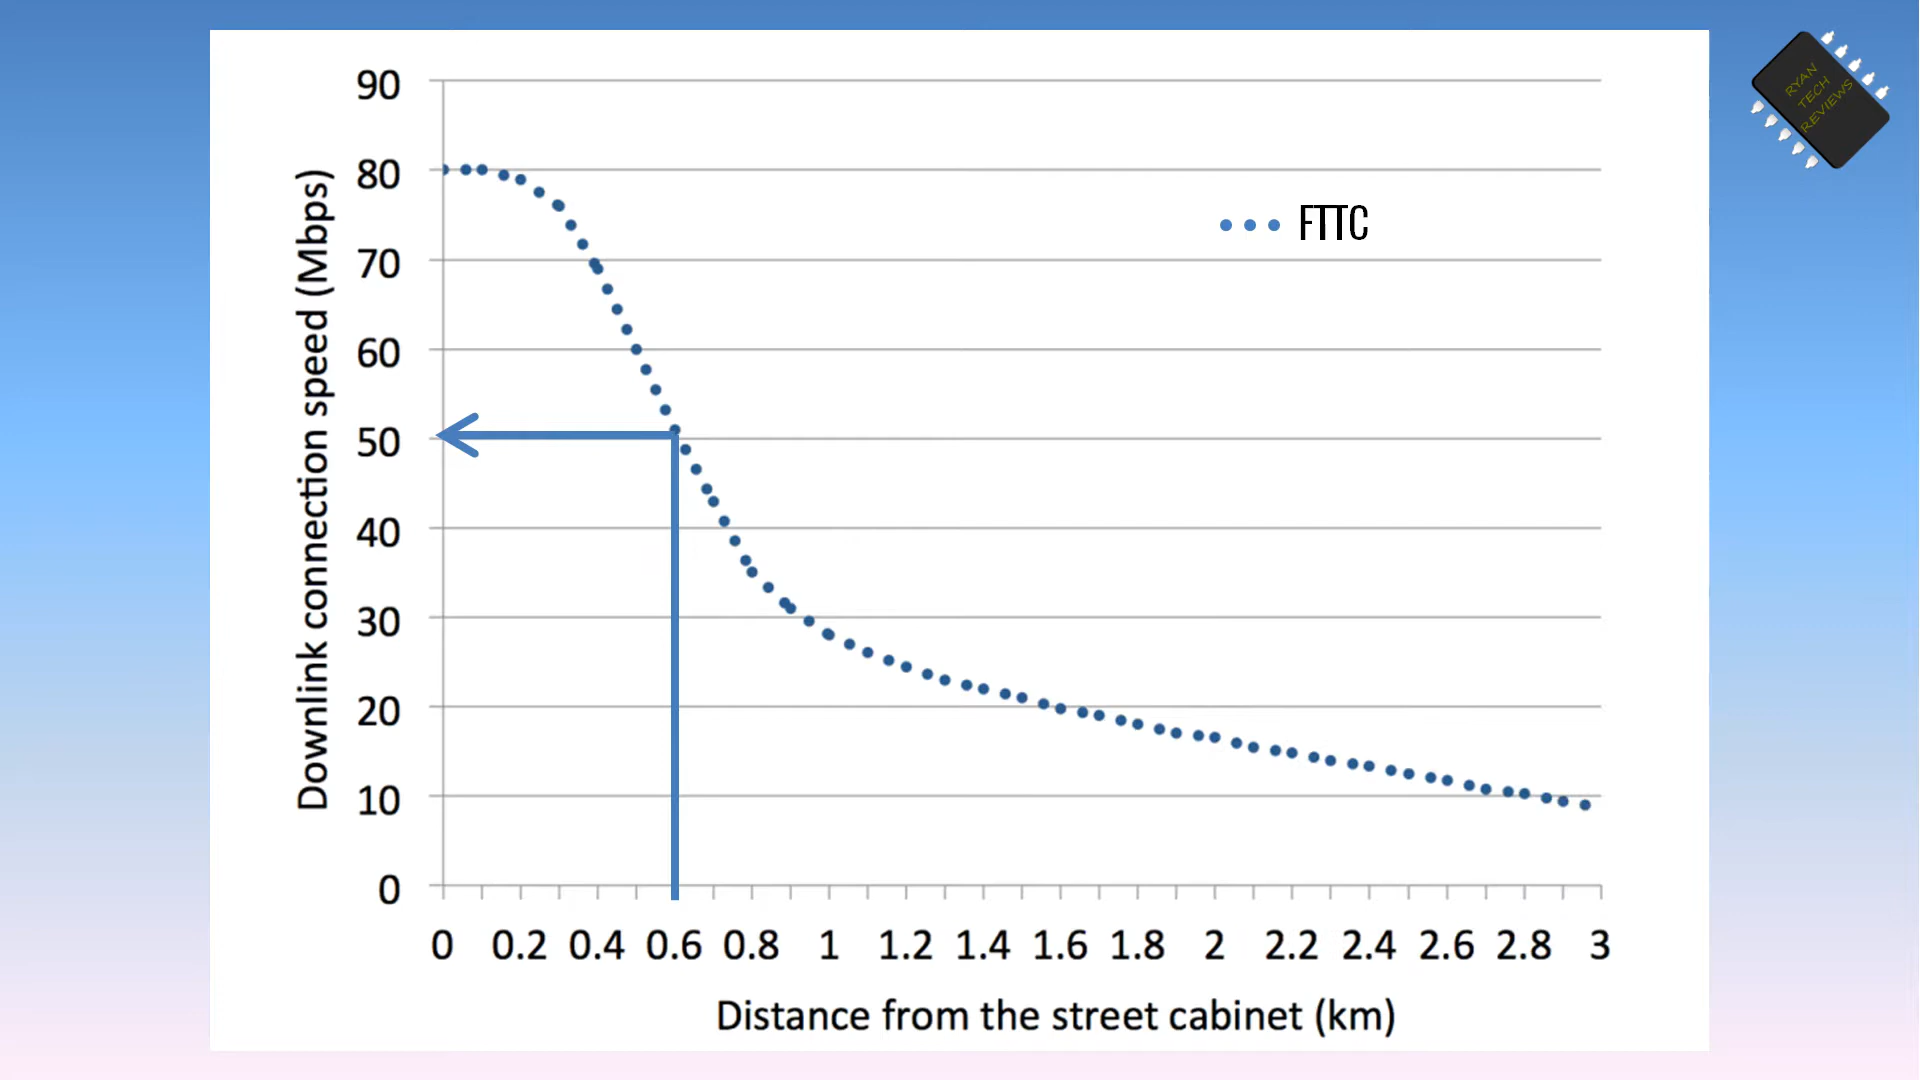 90
80
70
60
50
40
30
20
10
0
Downlink connection speed (Mbps)
FTTC
0 0.2 0.4 0.6 0.8 1 1.2 1.4 1.6 1.8 2 2.2 2.4 2.6 2.8 3
Distance from the street cabinet (km)
RYAN
TECH
REVIEWS